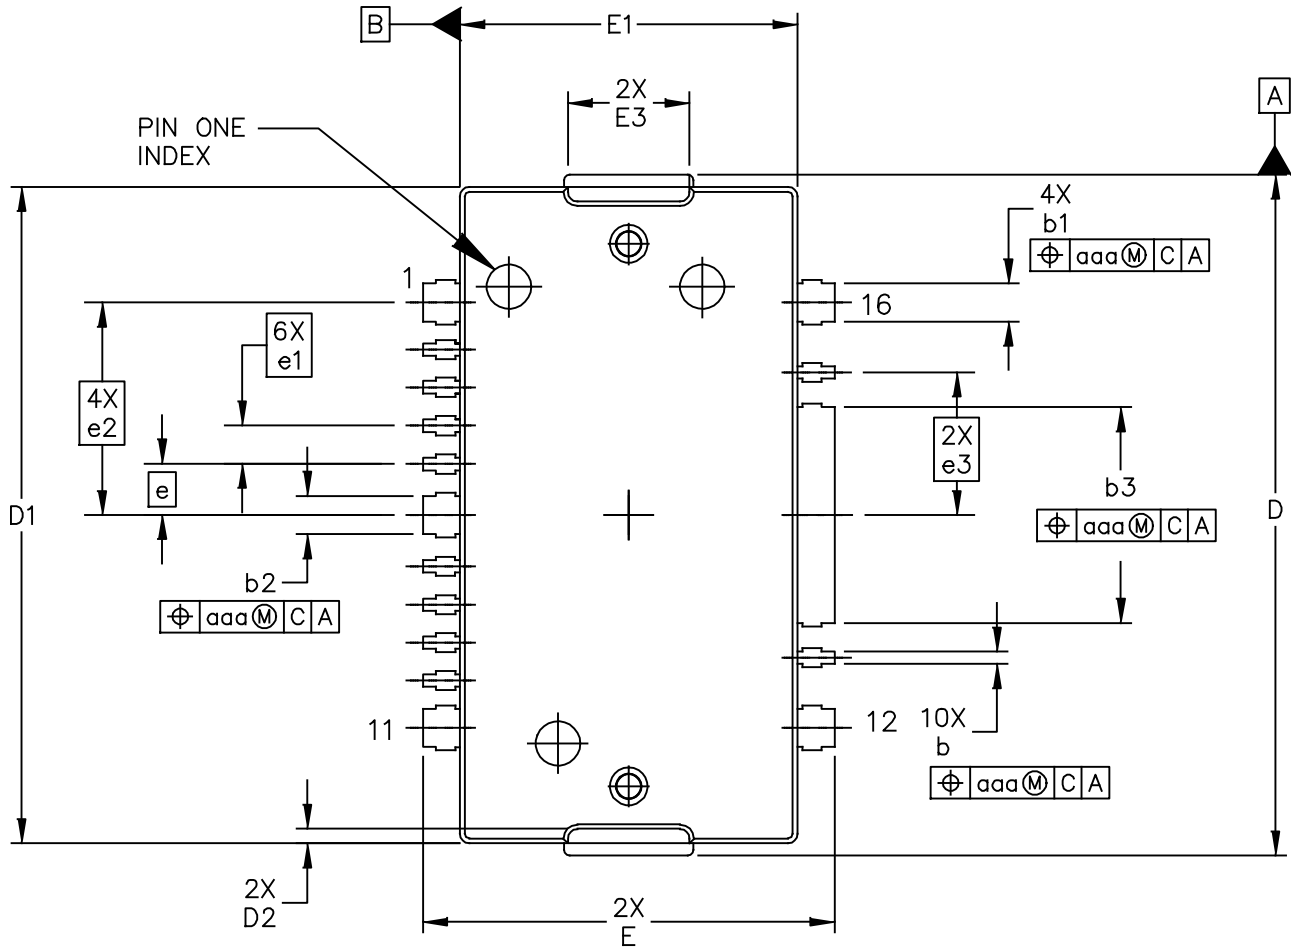 B
E1
2X
E3
A
PIN ONE
INDEX
4X
b1
⌖ aaa Ⓜ C A
1
16
6X
e1
4X
e2
2X
e3
e
b3
D1
D
⌖ aaa Ⓜ C A
b2
⌖ aaa Ⓜ C A
11
12
10X
b
⌖ aaa Ⓜ C A
2X
D2
2X
E